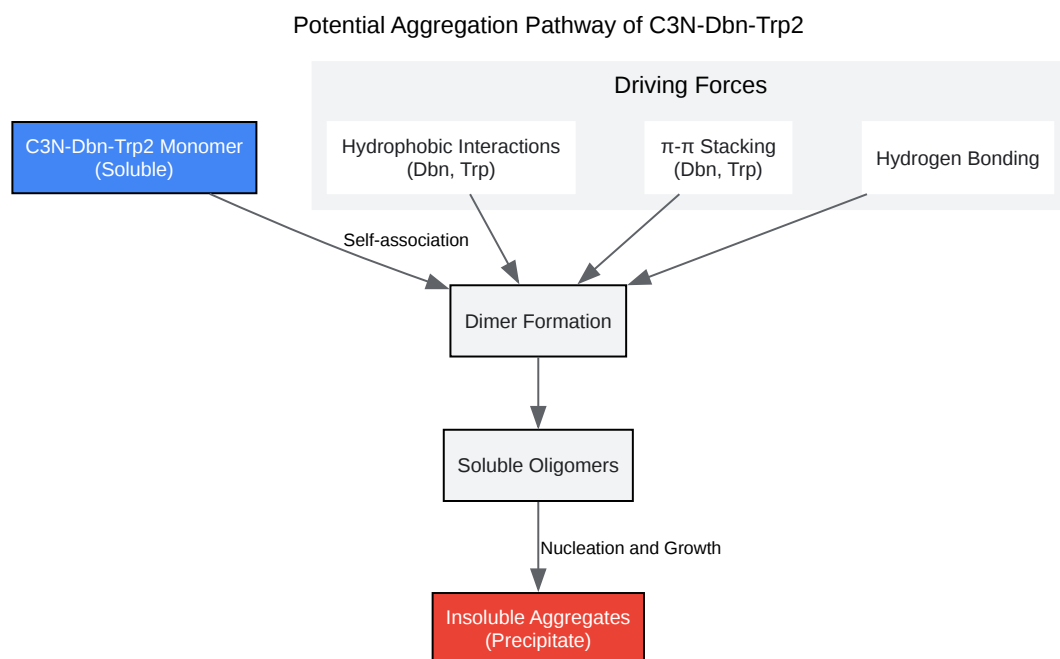 Potential Aggregation Pathway of C3N-Dbn-Trp2
Driving Forces
C3N-Dbn-Trp2 Monomer
(Soluble)
Hydrophobic Interactions
(Dbn, Trp)
π-π Stacking
(Dbn, Trp)
Hydrogen Bonding
Self-association
Dimer Formation
Soluble Oligomers
Nucleation and Growth
Insoluble Aggregates
(Precipitate)